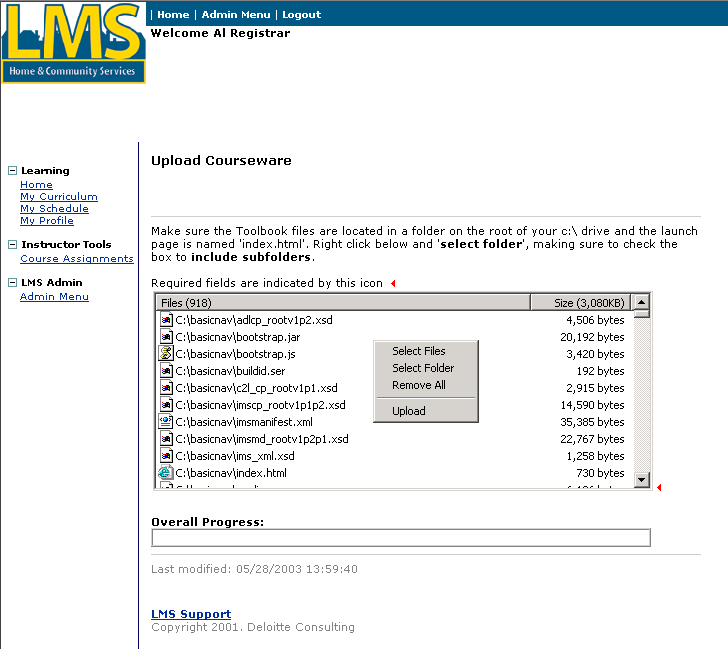 LMS
Home & Community Services
| Home | Admin Menu | Logout
Welcome Al Registrar
Learning
Home
My Curriculum
My Schedule
My Profile
Instructor Tools
Course Assignments
LMS Admin
Admin Menu
Upload Courseware
Make sure the Toolbook files are located in a folder on the root of your c:\ drive and the launch
page is named 'index.html'. Right click below and 'select folder', making sure to check the
box to include subfolders.
Required fields are indicated by this icon
Files (918) Size (3,080KB)
C:\basicnav\adlcp_rootv1p2.xsd 4,506 bytes
C:\basicnav\bootstrap.jar 20,192 bytes
C:\basicnav\bootstrap.js 3,420 bytes
C:\basicnav\buildid.ser 192 bytes
C:\basicnav\c2l_cp_rootv1p1.xsd 2,915 bytes
C:\basicnav\imscp_rootv1p1p2.xsd 14,590 bytes
C:\basicnav\imsmanifest.xml 35,385 bytes
C:\basicnav\imsmd_rootv1p2p1.xsd 22,767 bytes
C:\basicnav\ims_xml.xsd 1,258 bytes
C:\basicnav\index.html 730 bytes
Select Files
Select Folder
Remove All
Upload
Overall Progress:
Last modified: 05/28/2003 13:59:40
LMS Support
Copyright 2001. Deloitte Consulting